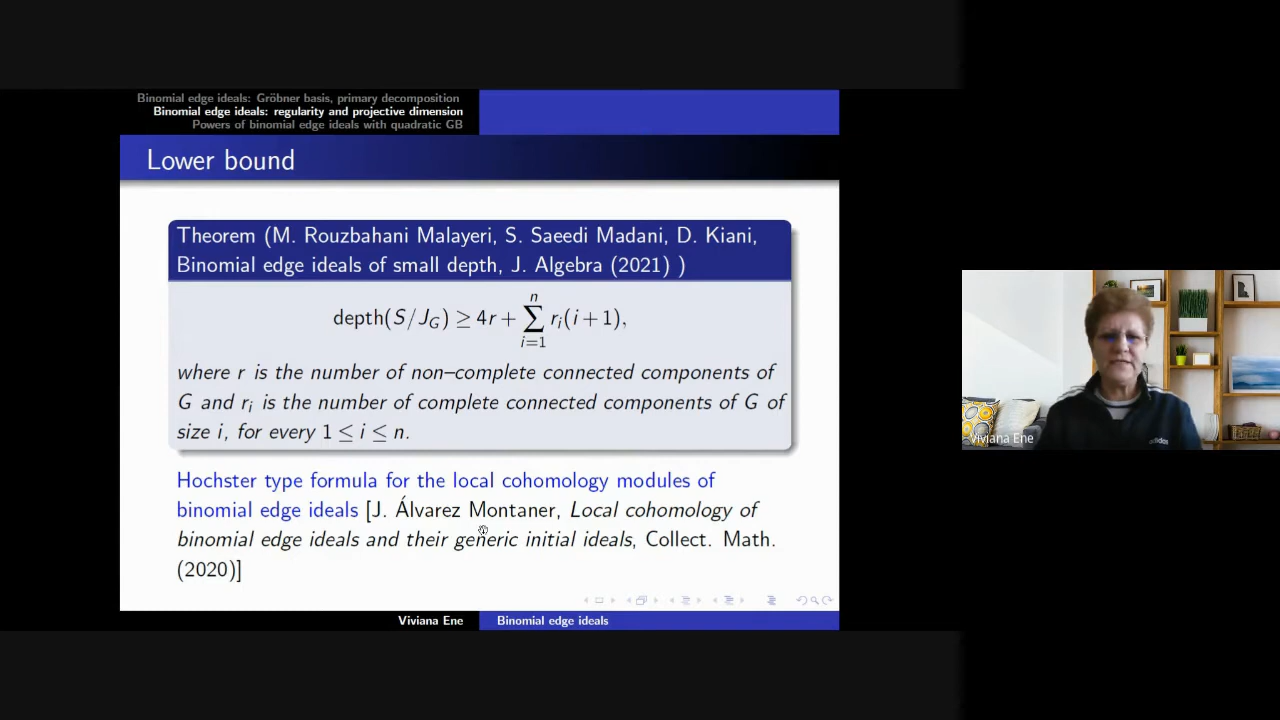 Binomial edge ideals: Gröbner basis, primary decomposition
Binomial edge ideals: regularity and projective dimension
Powers of binomial edge ideals with quadratic GB
Lower bound
Theorem (M. Rouzbahani Malayeri, S. Saeedi Madani, D. Kiani,
Binomial edge ideals of small depth, J. Algebra (2021) )
depth(S/J_G) ≥ 4r + ∑_{i=1}^{n} r_i(i + 1),
where r is the number of non–complete connected components of
G and r_i is the number of complete connected components of G of
size i, for every 1 ≤ i ≤ n.
Hochster type formula for the local cohomology modules of
binomial edge ideals [J. Álvarez Montaner, Local cohomology of
binomial edge ideals and their generic initial ideals, Collect. Math.
(2020)]
Viviana Ene
Binomial edge ideals
Viviana Ene
adidas